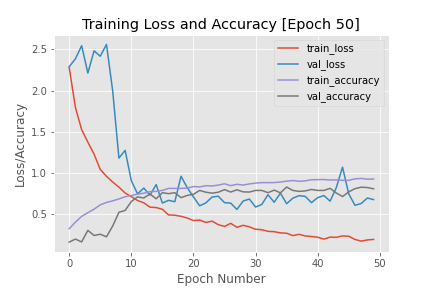 Training Loss and Accuracy [Epoch 50]
train_loss
val_loss
train_accuracy
val_accuracy
2.5
2.0
1.5
1.0
0.5
Loss/Accuracy
0 10 20 30 40 50
Epoch Number